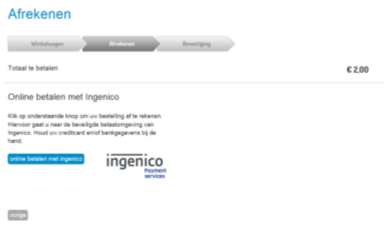 Afrekenen
Winkelwagen Afrekenen Bevestiging
Totaal te betalen € 2,00
Online betalen met Ingenico
Klik op onderstaande knop om uw bestelling af te rekenen.
Hiervoor gaat u naar de beveiligde betaalomgeving van
Ingenico. Houd uw creditcard en/of bankgegevens bij de
hand.
online betalen met ingenico
ingenico
Payment
services
vorige